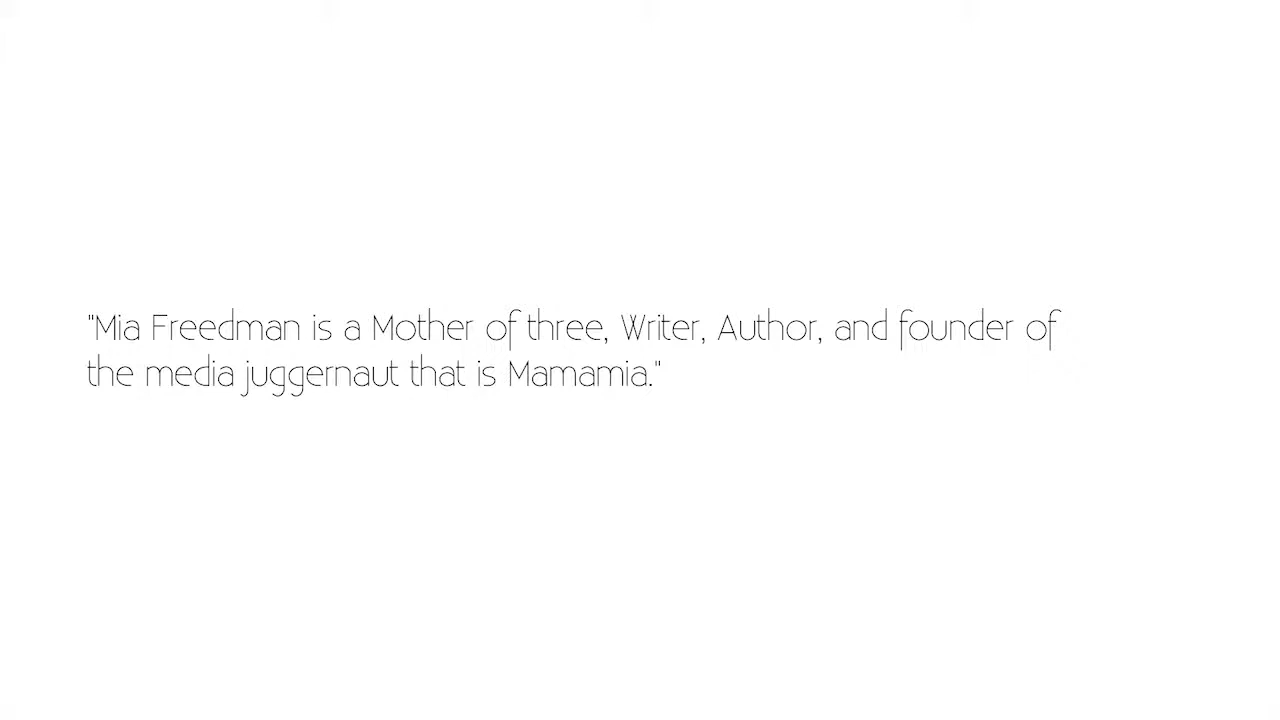 "Mia Freedman is a Mother of three, Writer, Author, and founder of
the media juggernaut that is Mamamia."